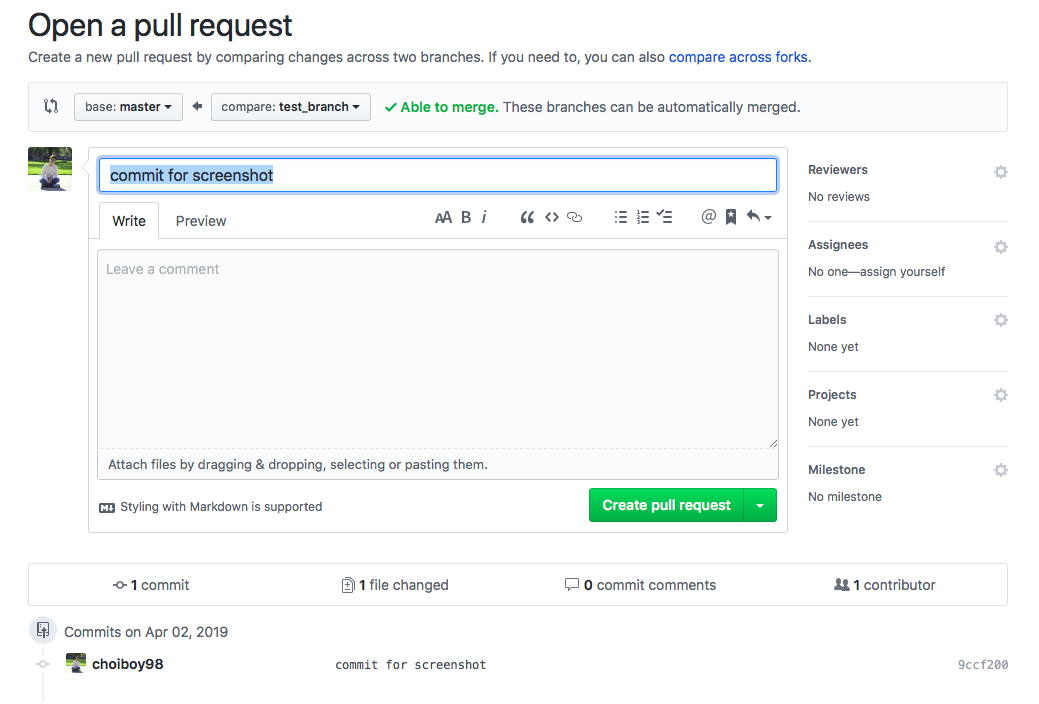 Open a pull request
Create a new pull request by comparing changes across two branches. If you need to, you can also compare across forks.
base: master
compare: test_branch
Able to merge. These branches can be automatically merged.
commit for screenshot
Write
Preview
AA B i
Leave a comment
Attach files by dragging & dropping, selecting or pasting them.
Styling with Markdown is supported
Create pull request
Reviewers
No reviews
Assignees
No one—assign yourself
Labels
None yet
Projects
None yet
Milestone
No milestone
1 commit
1 file changed
0 commit comments
1 contributor
Commits on Apr 02, 2019
choiboy98
commit for screenshot
9ccf200